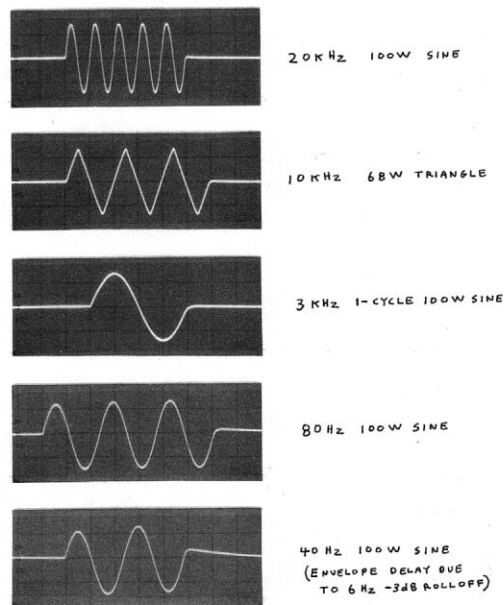 20KHz 100W SINE
10KHz 68W TRIANGLE
3KHz 1-CYCLE 100W SINE
80Hz 100W SINE
40Hz 100W SINE
(ENVELOPE DELAY DUE
TO 6Hz -3dB ROLLOFF)